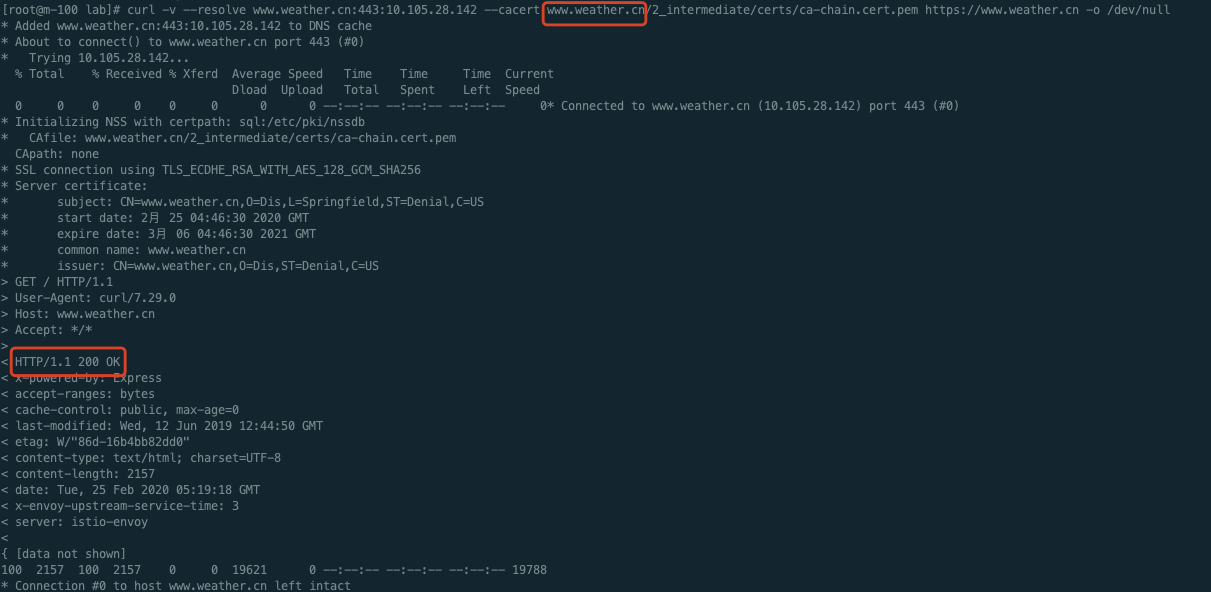 [root@m-100 lab]# curl -v --resolve www.weather.cn:443:10.105.28.142 --cacert www.weather.cn/2_intermediate/certs/ca-chain.cert.pem https://www.weather.cn -o /dev/null
* Added www.weather.cn:443:10.105.28.142 to DNS cache
* About to connect() to www.weather.cn port 443 (#0)
*   Trying 10.105.28.142...
  % Total    % Received % Xferd  Average Speed   Time    Time     Time  Current
                                 Dload  Upload   Total   Spent    Left  Speed
  0     0    0     0    0     0      0      0 --:--:-- --:--:-- --:--:--     0* Connected to www.weather.cn (10.105.28.142) port 443 (#0)
* Initializing NSS with certpath: sql:/etc/pki/nssdb
*   CAfile: www.weather.cn/2_intermediate/certs/ca-chain.cert.pem
  CApath: none
* SSL connection using TLS_ECDHE_RSA_WITH_AES_128_GCM_SHA256
* Server certificate:
*       subject: CN=www.weather.cn,O=Dis,L=Springfield,ST=Denial,C=US
*       start date: 2月 25 04:46:30 2020 GMT
*       expire date: 3月 06 04:46:30 2021 GMT
*       common name: www.weather.cn
*       issuer: CN=www.weather.cn,O=Dis,ST=Denial,C=US
> GET / HTTP/1.1
> User-Agent: curl/7.29.0
> Host: www.weather.cn
> Accept: */*
>
< HTTP/1.1 200 OK
< x-powered-by: Express
< accept-ranges: bytes
< cache-control: public, max-age=0
< last-modified: Wed, 12 Jun 2019 12:44:50 GMT
< etag: W/"86d-16b4bb82dd0"
< content-type: text/html; charset=UTF-8
< content-length: 2157
< date: Tue, 25 Feb 2020 05:19:18 GMT
< x-envoy-upstream-service-time: 3
< server: istio-envoy
<
{ [data not shown]
100  2157  100  2157    0     0  19621      0 --:--:-- --:--:-- --:--:-- 19788
* Connection #0 to host www.weather.cn left intact